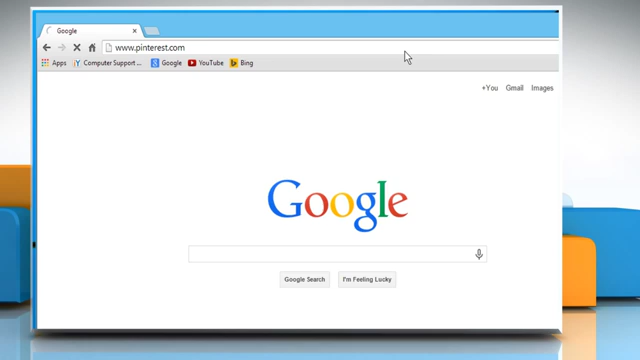 Google
www.pinterest.com
Apps Computer Support ... Google YouTube Bing
+You Gmail Images
Google
Google Search I'm Feeling Lucky